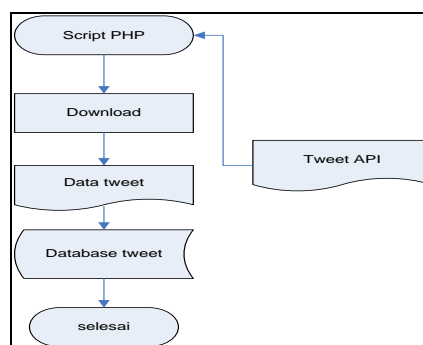 Script PHP
Download
Tweet API
Data tweet
Database tweet
selesai